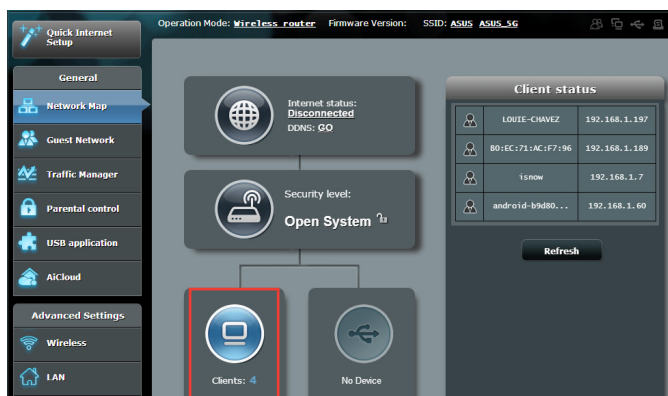 Quick Internet
Setup
Operation Mode: Wireless router Firmware Version: SSID: ASUS ASUS_5G
General
Network Map
Guest Network
Traffic Manager
Parental control
USB application
AiCloud
Advanced Settings
Wireless
LAN
Internet status:
Disconnected
DDNS: GO
Security level:
Open System
Clients: 4
No Device
Client status
LOUIE-CHAVEZ 192.168.1.197
80:EC:71:AC:F7:96 192.168.1.189
isnow 192.168.1.7
android-b9d80... 192.168.1.60
Refresh